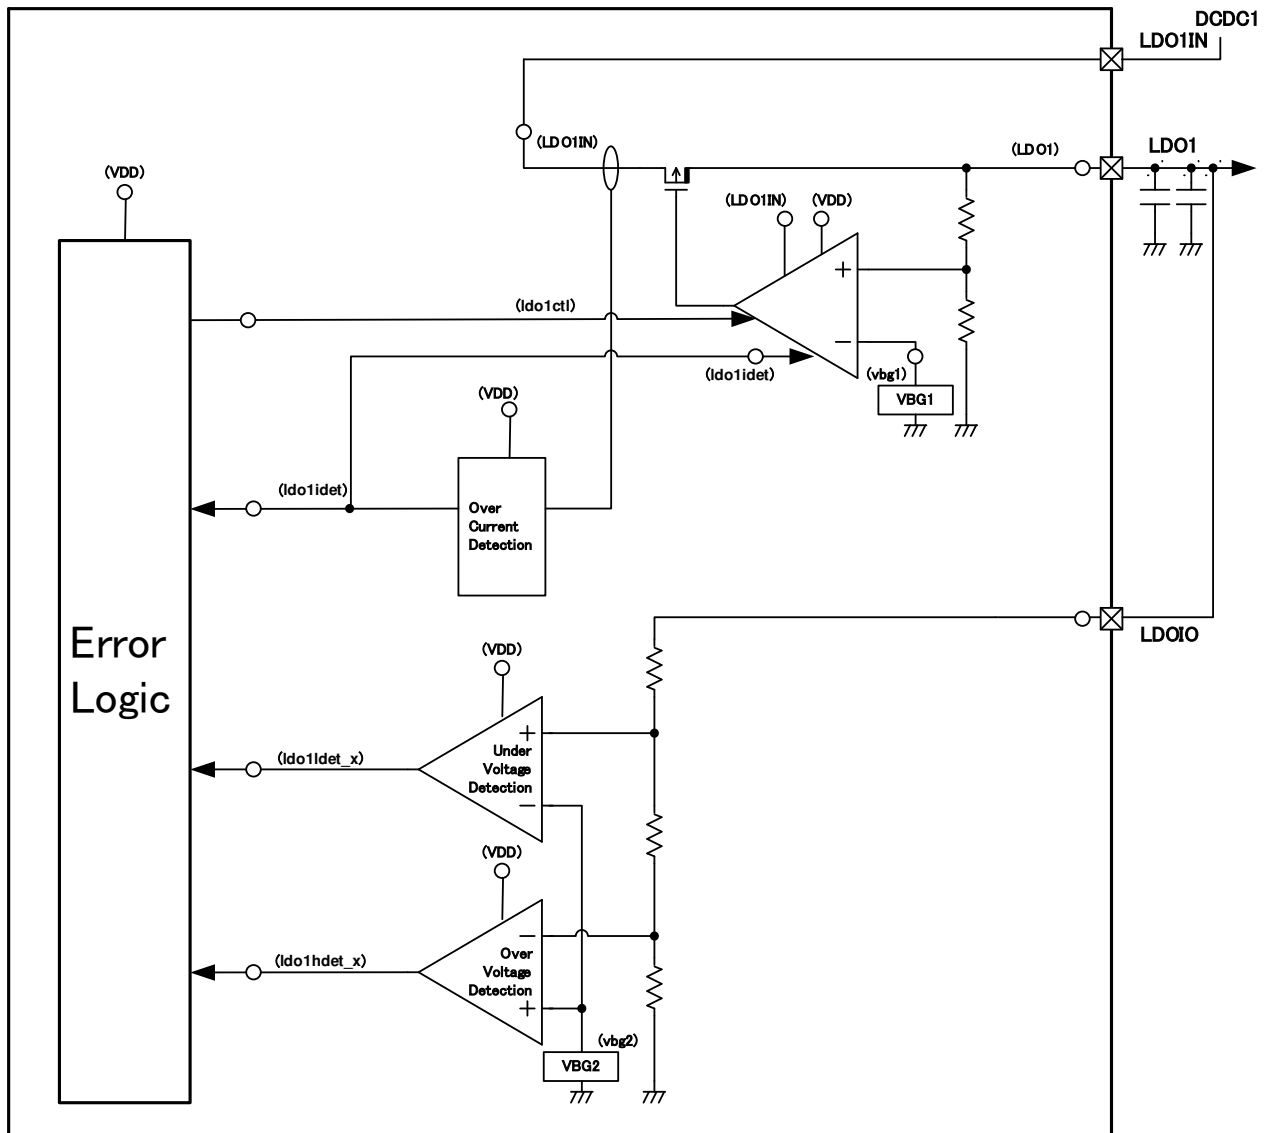 DCDC1
LDO1IN
(LDO1IN)
(LDO1)
LDO1
(VDD)
(LDO1IN)
(VDD)
+
(ldo1ctl)
−
(ldo1idet)
(vbg1)
VBG1
(VDD)
(ldo1idet)
Over
Current
Detection
LDOIO
Error
Logic
(VDD)
+
Under
Voltage
Detection
−
(ldo1ldet_x)
(VDD)
−
Over
Voltage
Detection
+
(ldo1hdet_x)
(vbg2)
VBG2